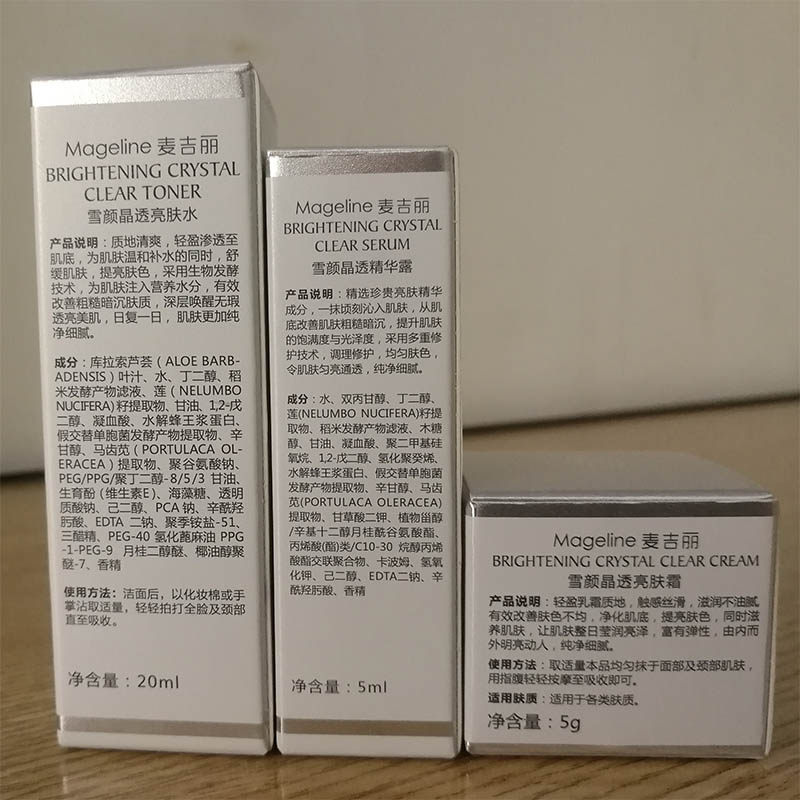 Mageline 麦吉丽
BRIGHTENING CRYSTAL
CLEAR TONER
雪颜晶透亮肤水
产品说明：质地清爽，轻盈渗透至
肌底，为肌肤温和补水的同时，舒
缓肌肤，提亮肤色，采用生物发酵
技术，为肌肤注入营养水分，有效
改善粗糙暗沉肤质，深层唤醒无瑕
透亮美肌，日复一日，肌肤更加纯
净细腻。
成分：库拉索芦荟（ALOE BARB-
ADENSIS）叶汁、水、丁二醇、稻
米发酵产物滤液、莲（NELUMBO
NUCIFERA)籽提取物、甘油、1,2-戊
二醇、凝血酸、水解蜂王浆蛋白、
假交替单胞菌发酵产物提取物、辛
甘醇、马齿苋（PORTULACA OL-
ERACEA）提取物、聚谷氨酸钠、
PEG/PPG/聚丁二醇-8/5/3 甘油、
生育酚（维生素E）、海藻糖、透明
质酸钠、己二醇、PCA钠、辛酰羟
肟酸、EDTA 二钠、聚季铵盐-51、
三醋精、PEG-40 氢化蓖麻油 PPG
-1-PEG-9 月桂二醇醚、椰油醇聚
醚-7、香精
使用方法：洁面后，以化妆棉或手
掌沾取适量，轻轻拍打全脸及颈部
直至吸收。
净含量：20ml
Mageline 麦吉丽
BRIGHTENING CRYSTAL
CLEAR SERUM
雪颜晶透精华露
产品说明：精选珍贵亮肤精华
成分，一抹顷刻沁入肌肤，从肌
底改善肌肤粗糙暗沉，提升肌肤
的饱满度与光泽度，采用多重修
护技术，调理修护，均匀肤色，
令肌肤匀亮通透，纯净细腻。
成分：水、双丙甘醇、丁二醇、
莲(NELUMBO NUCIFERA)籽提
取物、稻米发酵产物滤液、木糖
醇、甘油、凝血酸、聚二甲基硅
氧烷、1,2-戊二醇、氢化聚癸烯、
水解蜂王浆蛋白、假交替单胞菌
发酵产物提取物、辛甘醇、马齿
苋(PORTULACA OLERACEA)
提取物、甘草酸二钾、植物甾醇
/辛基十二醇月桂酰谷氨酸酯、
丙烯酸(酯)类/C10-30 烷醇丙烯
酸酯交联聚合物、卡波姆、氢氧
化钾、己二醇、EDTA二钠、辛
酰羟肟酸、香精
净含量：5ml
Mageline 麦吉丽
BRIGHTENING CRYSTAL CLEAR CREAM
雪颜晶透亮肤霜
产品说明：轻盈乳霜质地，触感丝滑，滋润不油腻，
有效改善肤色不均，净化肌底，提亮肤色，同时滋
养肌肤，让肌肤整日莹润亮泽，富有弹性，由内而
外明亮动人，纯净细腻。
使用方法：取适量本品均匀抹于面部及颈部肌肤，
用指腹轻轻按摩至吸收即可。
适用肤质：适用于各类肤质。
净含量：5g